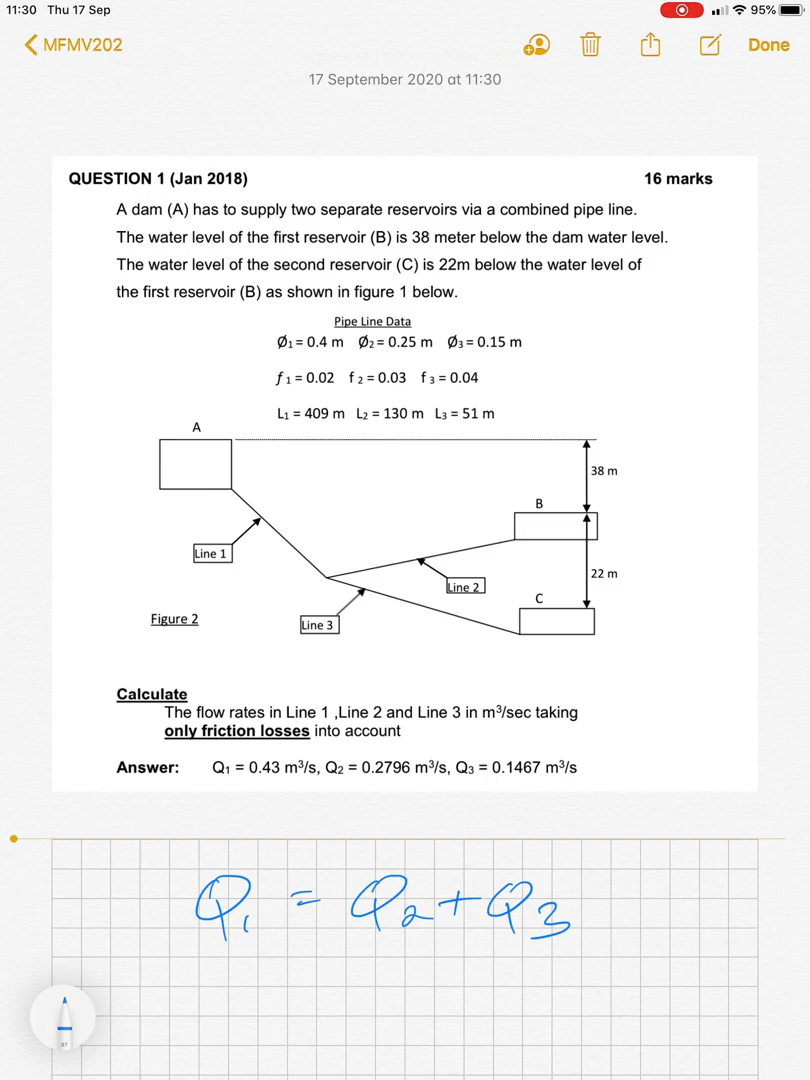 11:30 Thu 17 Sep
95%
MFMV202
Done
17 September 2020 at 11:30
QUESTION 1 (Jan 2018) 16 marks
A dam (A) has to supply two separate reservoirs via a combined pipe line.
The water level of the first reservoir (B) is 38 meter below the dam water level.
The water level of the second reservoir (C) is 22m below the water level of
the first reservoir (B) as shown in figure 1 below.
Pipe Line Data
Ø₁ = 0.4 m Ø₂ = 0.25 m Ø₃ = 0.15 m
f ₁ = 0.02 f ₂ = 0.03 f ₃ = 0.04
L₁ = 409 m L₂ = 130 m L₃ = 51 m
A
38 m
B
Line 1
22 m
Line 2
C
Figure 2
Line 3
Calculate
The flow rates in Line 1 ,Line 2 and Line 3 in m³/sec taking
only friction losses into account
Answer: Q₁ = 0.43 m³/s, Q₂ = 0.2796 m³/s, Q₃ = 0.1467 m³/s
Q₁ = Q₂ + Q₃
97